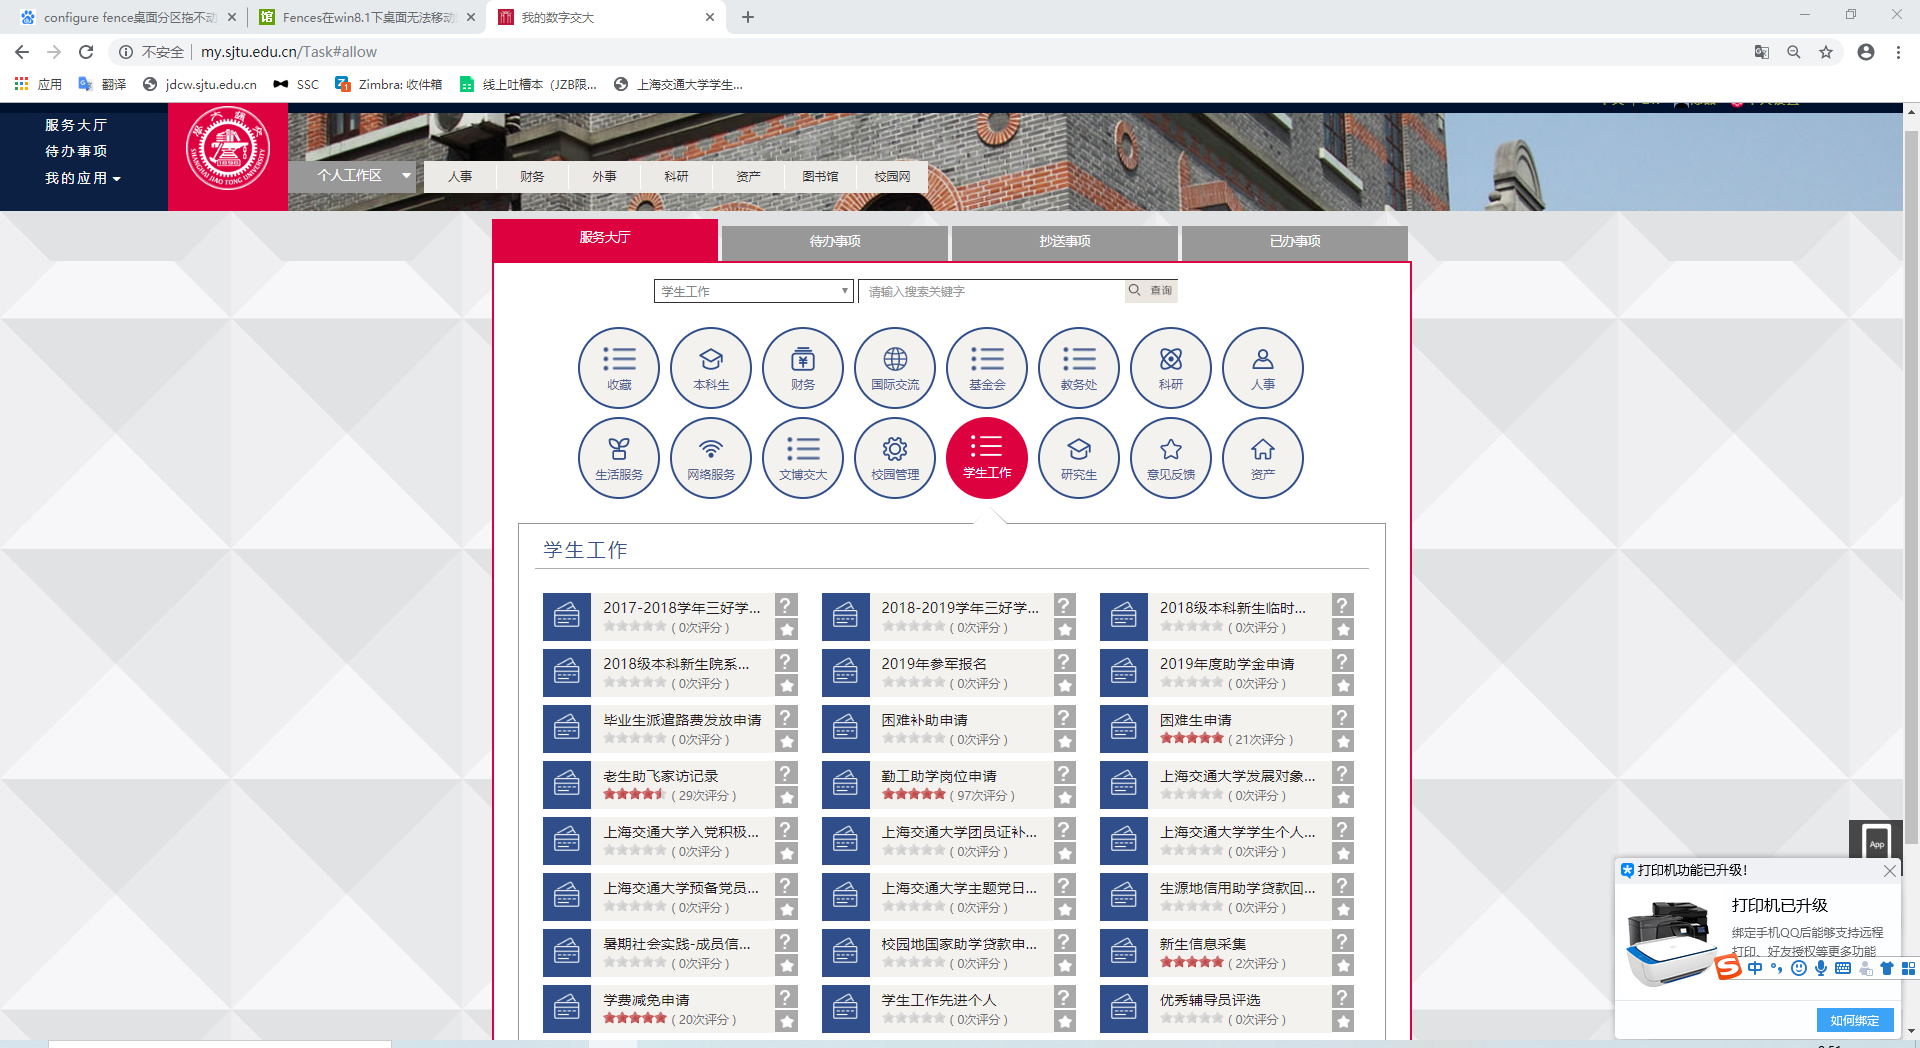 configure fence桌面分区拖不动
Fences在win8.1下桌面无法移动
我的数字交大
不安全
my.sjtu.edu.cn/Task#allow
应用
翻译
jdcw.sjtu.edu.cn
SSC
Zimbra: 收件箱
线上吐槽本（JZB限...
上海交通大学学生...
服务大厅
待办事项
我的应用
SHANGHAI JIAO TONG UNIVERSITY
1896
个人工作区
人事
财务
外事
科研
资产
图书馆
校园网
服务大厅
待办事项
抄送事项
已办事项
学生工作
请输入搜索关键字
查询
收藏
本科生
财务
国际交流
基金会
教务处
科研
人事
生活服务
网络服务
文博交大
校园管理
学生工作
研究生
意见反馈
资产
学生工作
2017-2018学年三好学...
( 0次评分 )
2018-2019学年三好学...
( 0次评分 )
2018级本科新生临时...
( 0次评分 )
2018级本科新生院系...
( 0次评分 )
2019年参军报名
( 0次评分 )
2019年度助学金申请
( 0次评分 )
毕业生派遣路费发放申请
( 0次评分 )
困难补助申请
( 0次评分 )
困难生申请
( 21次评分 )
老生助飞家访记录
( 29次评分 )
勤工助学岗位申请
( 97次评分 )
上海交通大学发展对象...
( 0次评分 )
上海交通大学入党积极...
( 0次评分 )
上海交通大学团员证补...
( 0次评分 )
上海交通大学学生个人...
( 0次评分 )
上海交通大学预备党员...
( 0次评分 )
上海交通大学主题党日...
( 0次评分 )
生源地信用助学贷款回...
( 0次评分 )
暑期社会实践-成员信...
( 0次评分 )
校园地国家助学贷款申...
( 0次评分 )
新生信息采集
( 2次评分 )
学费减免申请
( 20次评分 )
学生工作先进个人
( 0次评分 )
优秀辅导员评选
( 0次评分 )
App
打印机功能已升级!
打印机已升级
绑定手机QQ后能够支持远程
打印、好友授权等更多功能
中
如何绑定